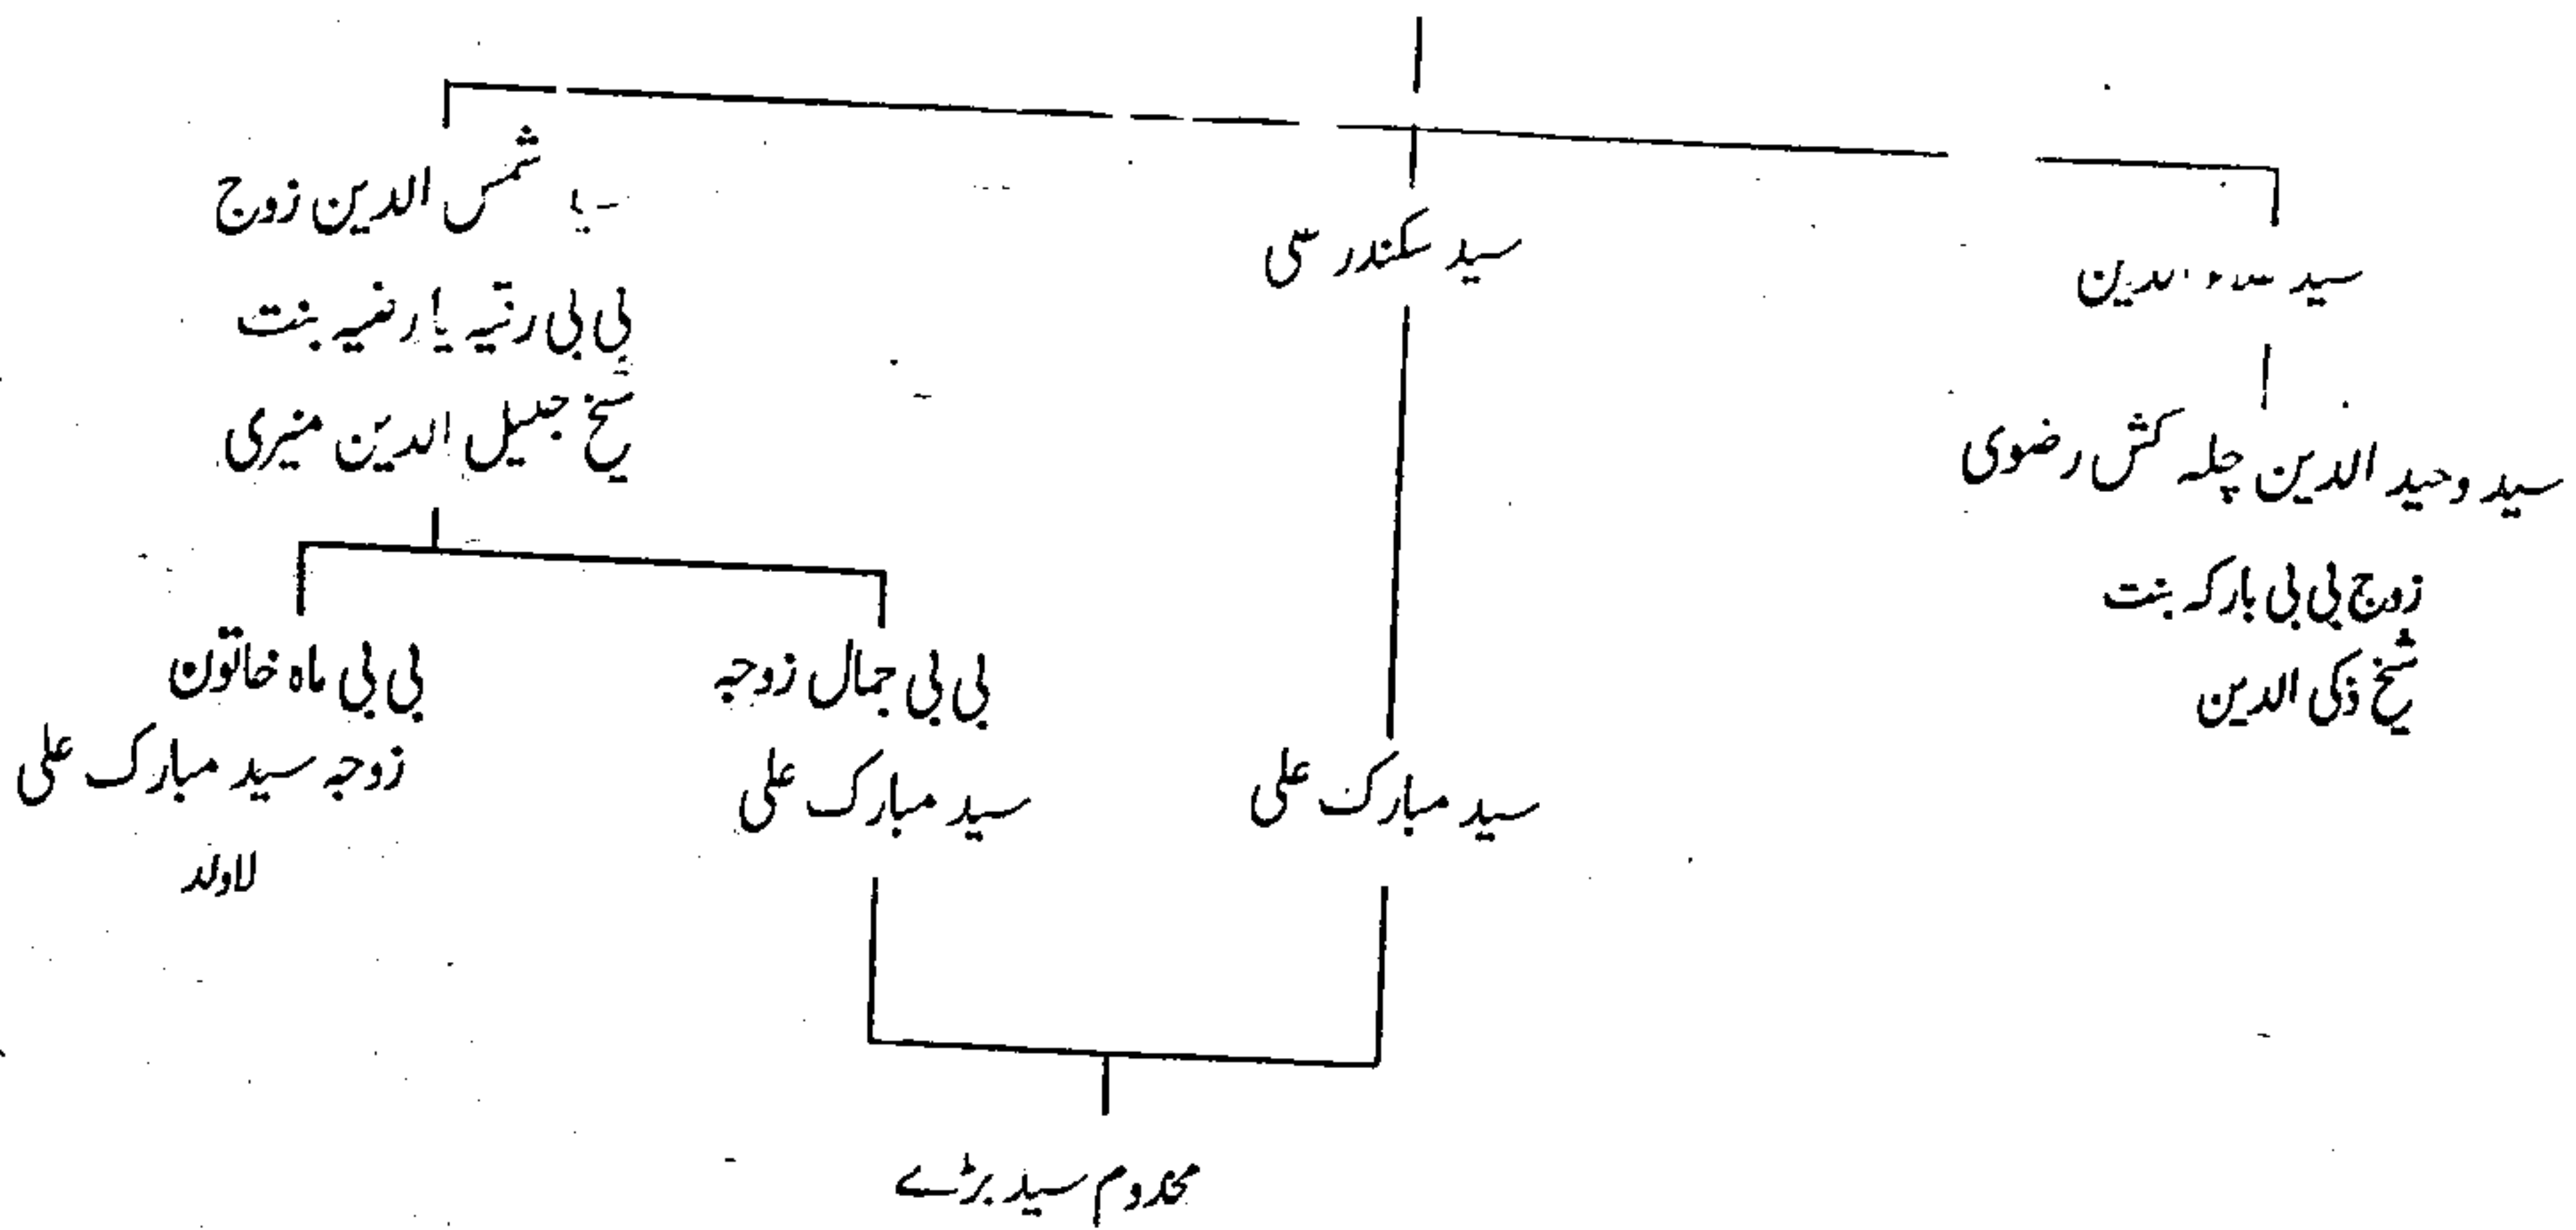 سید الدین
سید وحید الدین چلہ کش رضوی
زوج بی بی بارکہ بنت
شیخ ذکی الدین
سید سکندر علی
سید مبارک علی
شمس الدین زوج
بی بی رقیہ یا رضیہ بنت
شیخ جلیل الدین منیری
بی بی جمال زوجہ
سید مبارک علی
بی بی ماہ خاتون
زوجہ سید مبارک علی
لاولد
مخدوم سید بڑے